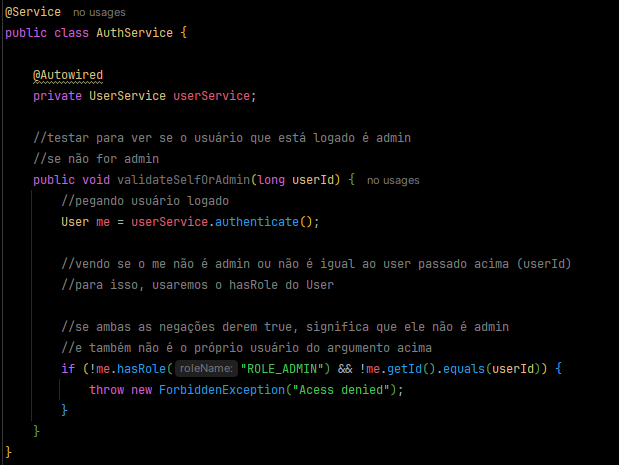 @Service no usages
public class AuthService {
@Autowired
private UserService userService;
//testar para ver se o usuário que está logado é admin
//se não for admin
public void validateSelfOrAdmin(long userId) { no usages
//pegando usuário logado
User me = userService.authenticate();
//vendo se o me não é admin ou não é igual ao user passado acima (userId)
//para isso, usaremos o hasRole do User
//se ambas as negações derem true, significa que ele não é admin
//e também não é o próprio usuário do argumento acima
if (!me.hasRole( roleName: "ROLE_ADMIN") && !me.getId().equals(userId)) {
throw new ForbiddenException("Acess denied");
}
}
}